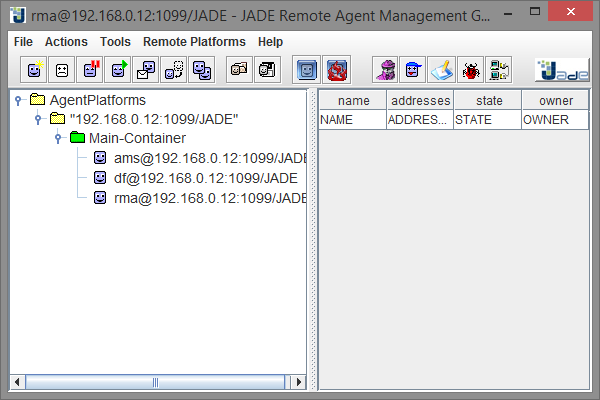 rma@192.168.0.12:1099/JADE - JADE Remote Agent Management G...
File Actions Tools Remote Platforms Help
Jade
AgentPlatforms
"192.168.0.12:1099/JADE"
Main-Container
ams@192.168.0.12:1099/JADE
df@192.168.0.12:1099/JADE
rma@192.168.0.12:1099/JADE
name addresses state owner
NAME ADDRES... STATE OWNER